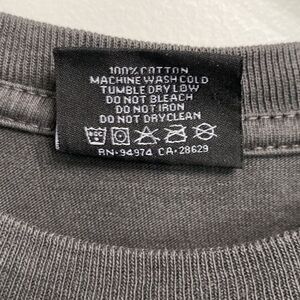 100% COTTON
MACHINE WASH COLD
TUMBLE DRY LOW
DO NOT BLEACH
DO NOT IRON
DO NOT DRYCLEAN
RN•94974 CA•28629